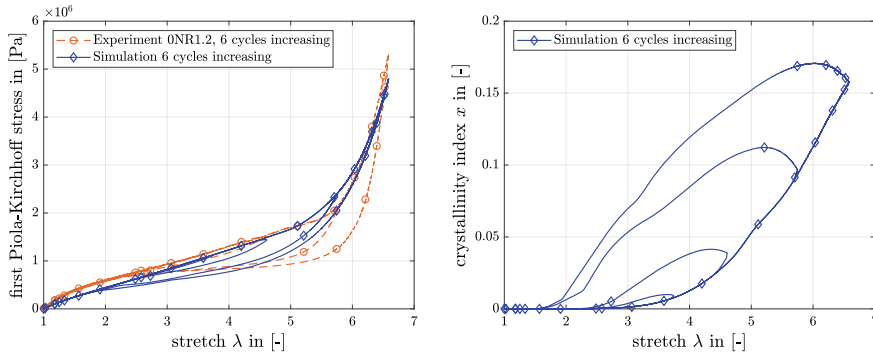 ×10⁶
Experiment 0NR1.2, 6 cycles increasing
Simulation 6 cycles increasing
first Piola-Kirchhoff stress in [Pa]
6
5
4
3
2
1
0
1 2 3 4 5 6 7
stretch λ in [-]
Simulation 6 cycles increasing
crystallinity index x in [-]
0.2
0.15
0.1
0.05
0
1 2 3 4 5 6 7
stretch λ in [-]